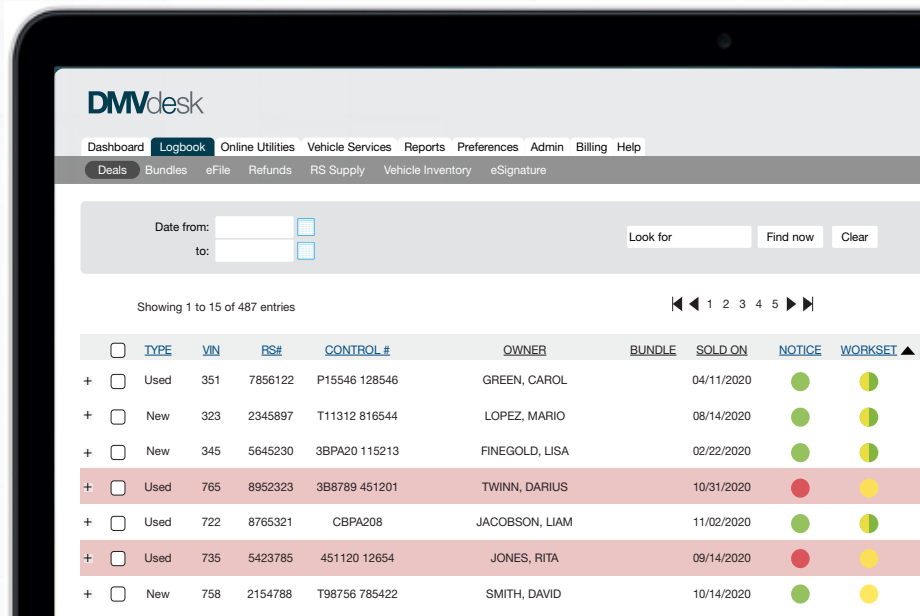 DMVdesk
Dashboard Logbook Online Utilities Vehicle Services Reports Preferences Admin Billing Help
Deals Bundles eFile Refunds RS Supply Vehicle Inventory eSignature
Date from:
Look for Find now Clear
to:
Showing 1 to 15 of 487 entries
1 2 3 4 5
TYPE VIN RS# CONTROL # OWNER BUNDLE SOLD ON NOTICE WORKSET
+ Used 351 7856122 P15546 128546 GREEN, CAROL 04/11/2020
+ New 323 2345897 T11312 816544 LOPEZ, MARIO 08/14/2020
+ New 345 5645230 3BPA20 115213 FINEGOLD, LISA 02/22/2020
+ Used 765 8952323 3B8789 451201 TWINN, DARIUS 10/31/2020
+ Used 722 8765321 CBPA208 JACOBSON, LIAM 11/02/2020
+ Used 735 5423785 451120 12654 JONES, RITA 09/14/2020
+ New 758 2154788 T98756 785422 SMITH, DAVID 10/14/2020